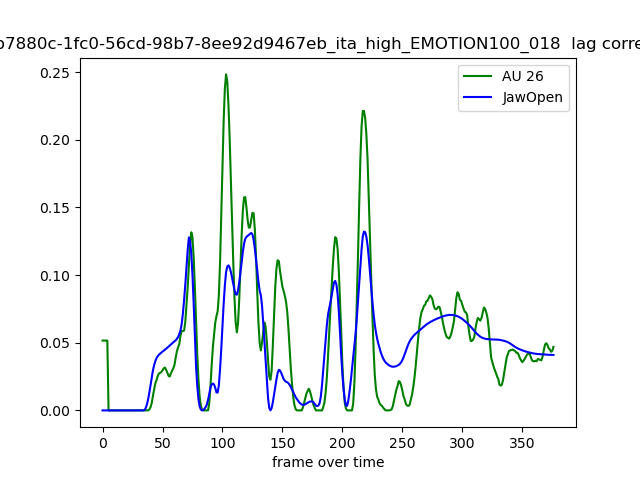 b7880c-1fc0-56cd-98b7-8ee92d9467eb_ita_high_EMOTION100_018 lag corre
AU 26
JawOpen
0.25
0.20
0.15
0.10
0.05
0.00
0 50 100 150 200 250 300 350
frame over time